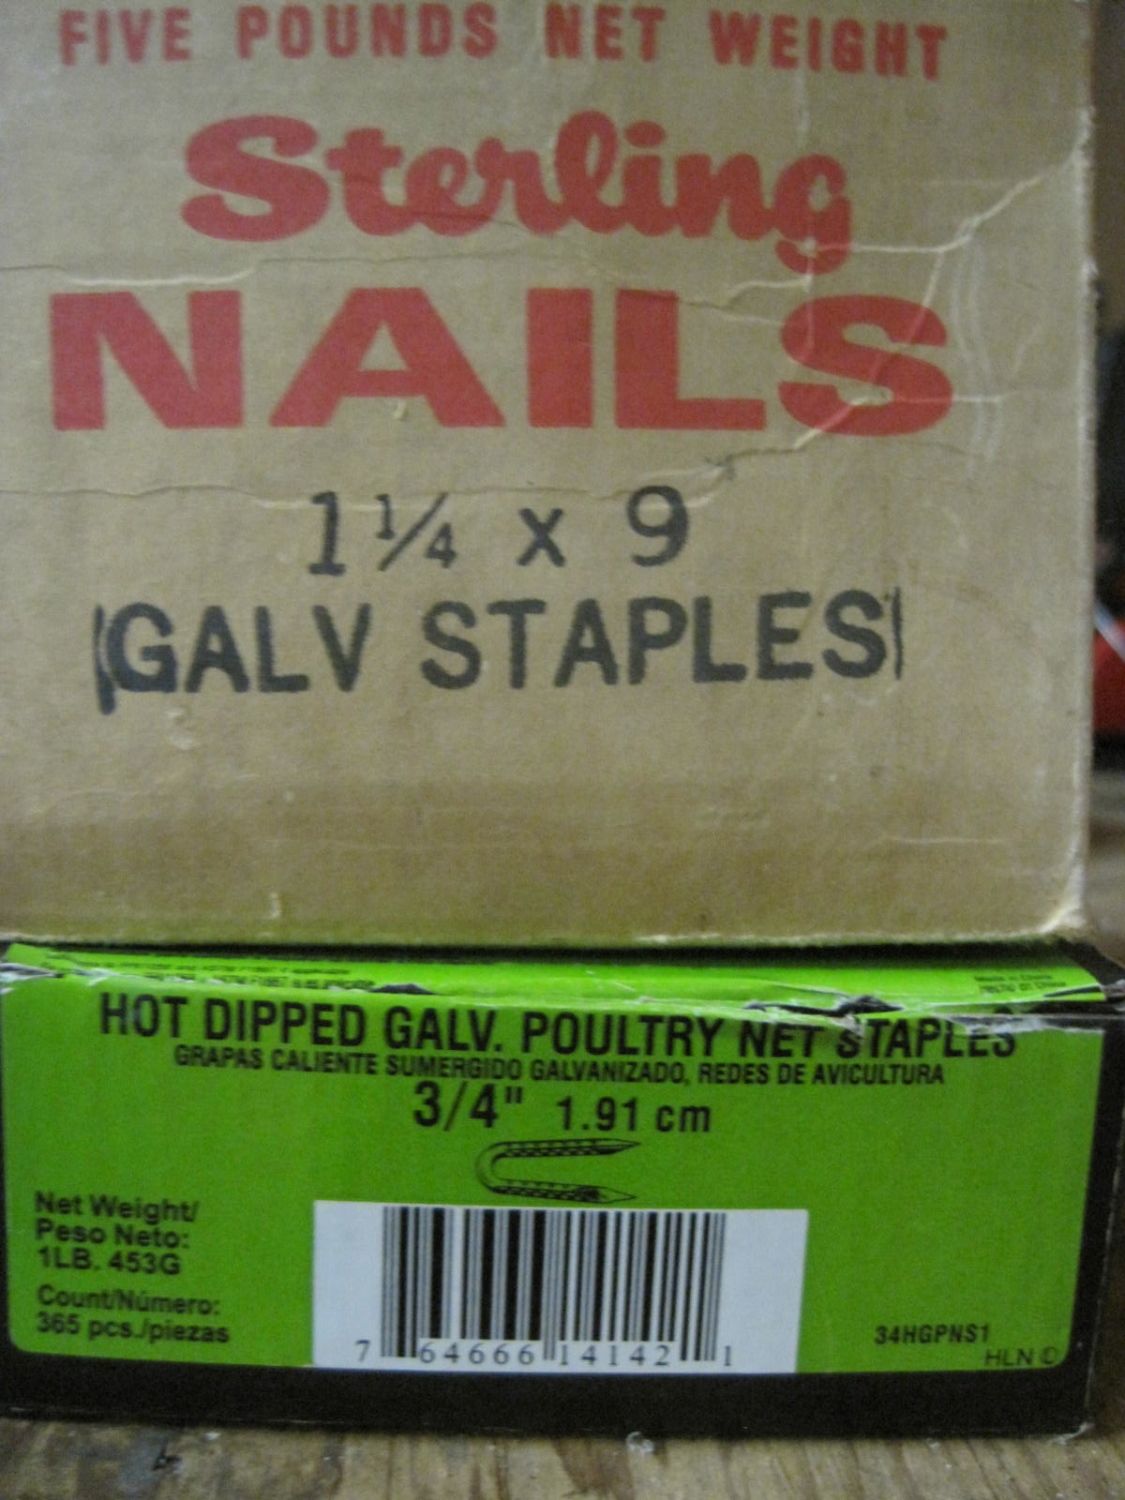 FIVE POUNDS NET WEIGHT
Sterling
NAILS
1 1/4 x 9
(GALV STAPLES)
HOT DIPPED GALV. POULTRY NET STAPLES
GRAPAS CALIENTE SUMERGIDO GALVANIZADO, REDES DE AVICULTURA
3/4" 1.91 cm
Net Weight/
Peso Neto:
1LB. 453G
Count/Número:
365 pcs./piezas
7 64666 14142 1
34HGPNS1
HLN ©